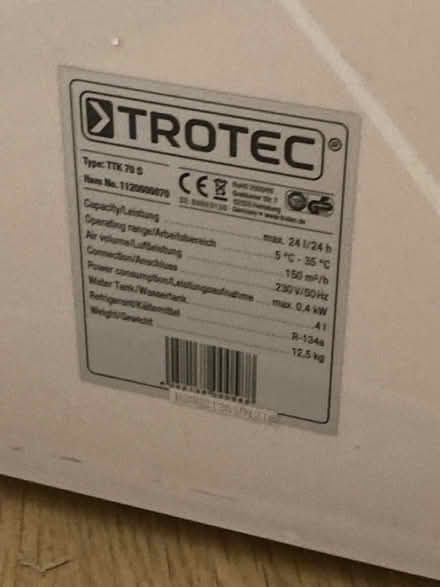 TROTEC®
Type: TTK 70 S
Item No. 1120000070
CE
Capacity/Leistung max. 24 l/24 h
Operating range/Arbeitsbereich 5 °C - 35 °C
Air volume/Luftleistung 150 m³/h
Connection/Anschluss 230 V/50 Hz
Power consumption/Leistungsaufnahme max. 0,4 kW
Water Tank/Wassertank 4 l
Refrigerant/Kältemittel R-134a
Weight/Gewicht 12,5 kg